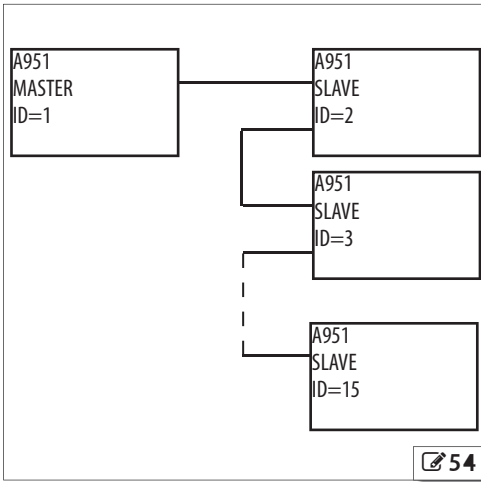 A951
MASTER
ID=1
A951
SLAVE
ID=2
A951
SLAVE
ID=3
A951
SLAVE
ID=15
54